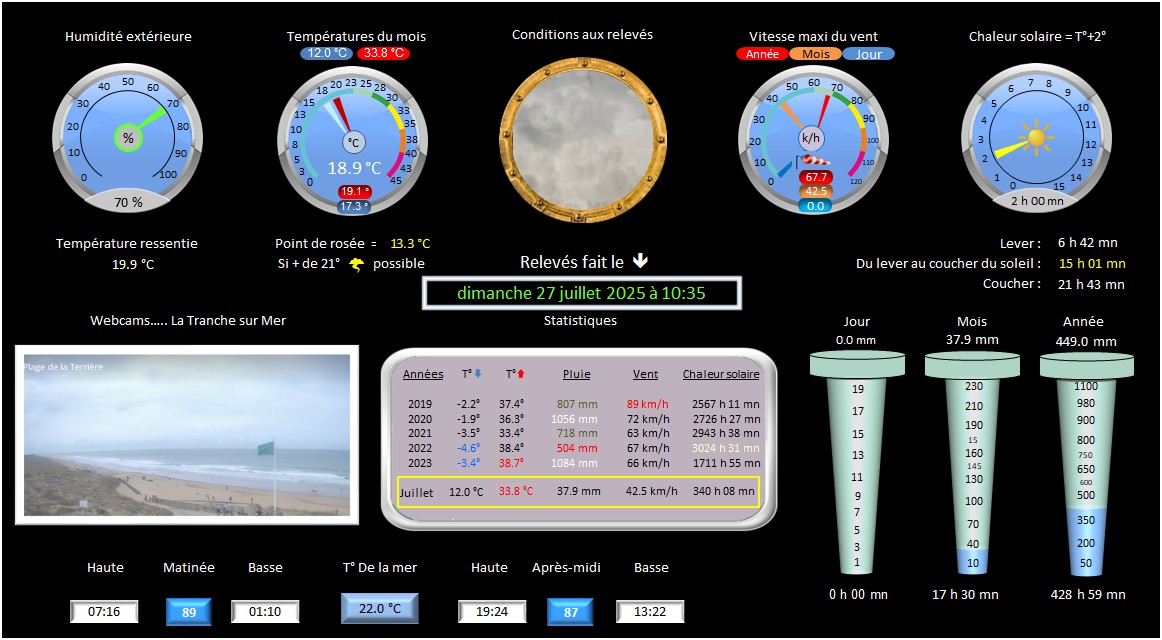 Humidité extérieure
Températures du mois
12.0 °C 33.8 °C
Conditions aux relevés
Vitesse maxi du vent
Année Mois Jour
Chaleur solaire = T°+2°
0 10 20 30 40 50 60 70 80 90 100
%
70 %
0 3 5 8 10 13 15 18 20 23 25 28 30 33 35 38 40 43 45
°C
18.9 °C
19.1 °
17.3 °
0 10 20 30 40 50 60 70 80 90 100 110 120
k/h
67.7
42.5
0.0
0 1 2 3 4 5 6 7 8 9 10 11 12 13 14 15
2 h 00 mn
Température ressentie
19.9 °C
Point de rosée = 13.3 °C
Si + de 21° possible
Relevés fait le
dimanche 27 juillet 2025 à 10:35
Lever : 6 h 42 mn
Du lever au coucher du soleil : 15 h 01 mn
Coucher : 21 h 43 mn
Webcams..... La Tranche sur Mer
Plage de la Terrière
Statistiques
Années T° T° Pluie Vent Chaleur solaire
2019 -2.2° 37.4° 807 mm 89 km/h 2567 h 11 mn
2020 -1.9° 36.3° 1056 mm 72 km/h 2726 h 27 mn
2021 -3.5° 33.4° 718 mm 63 km/h 2943 h 38 mn
2022 -4.6° 38.4° 504 mm 67 km/h 3024 h 31 mn
2023 -3.4° 38.7° 1084 mm 66 km/h 1711 h 55 mn
Juillet 12.0 °C 33.8 °C 37.9 mm 42.5 km/h 340 h 08 mn
Jour
0.0 mm
19
17
15
13
11
9
7
5
3
1
0 h 00 mn
Mois
37.9 mm
230
210
190
15
160
145
130
100
70
40
10
17 h 30 mn
Année
449.0 mm
1100
980
900
800
750
650
600
500
350
200
50
428 h 59 mn
Haute Matinée Basse T° De la mer Haute Après-midi Basse
07:16 89 01:10 22.0 °C 19:24 87 13:22